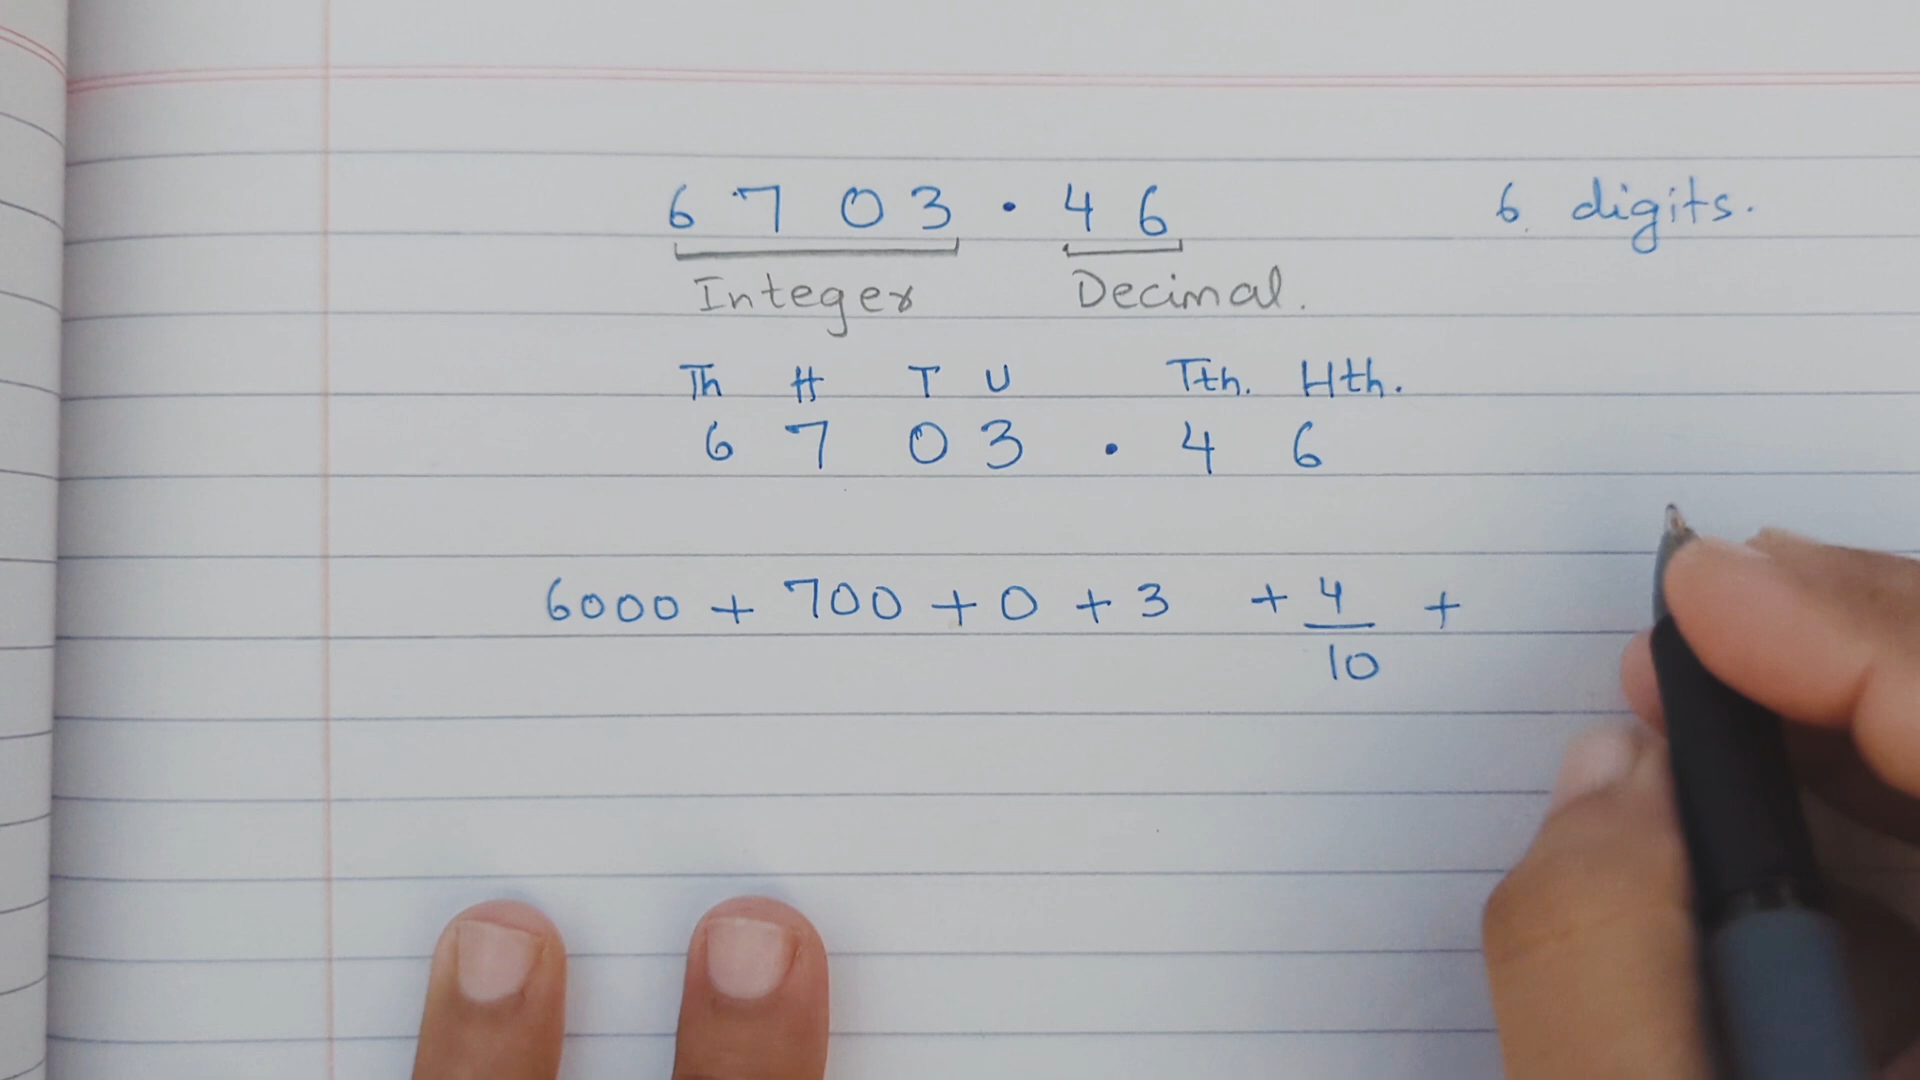 6 7 0 3 . 4 6 6 digits.
Integer Decimal.
Th H T U Tth. Hth.
6 7 0 3 . 4 6
6000 + 700 + 0 + 3 + 4/10 +